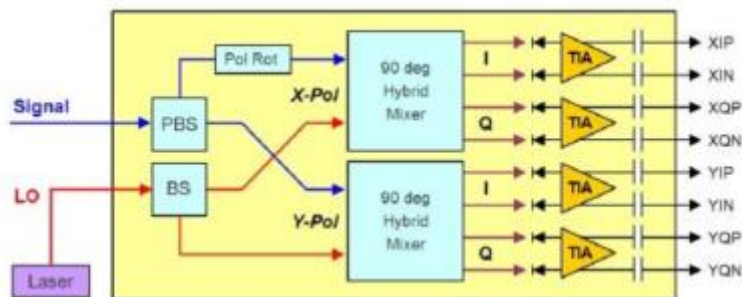 Signal
LO
Laser
PBS
BS
Pol Rot
X-Pol
Y-Pol
90 deg
Hybrid
Mixer
90 deg
Hybrid
Mixer
I
Q
I
Q
TIA
TIA
TIA
TIA
XIP
XIN
XQP
XQN
YIP
YIN
YQP
YQN